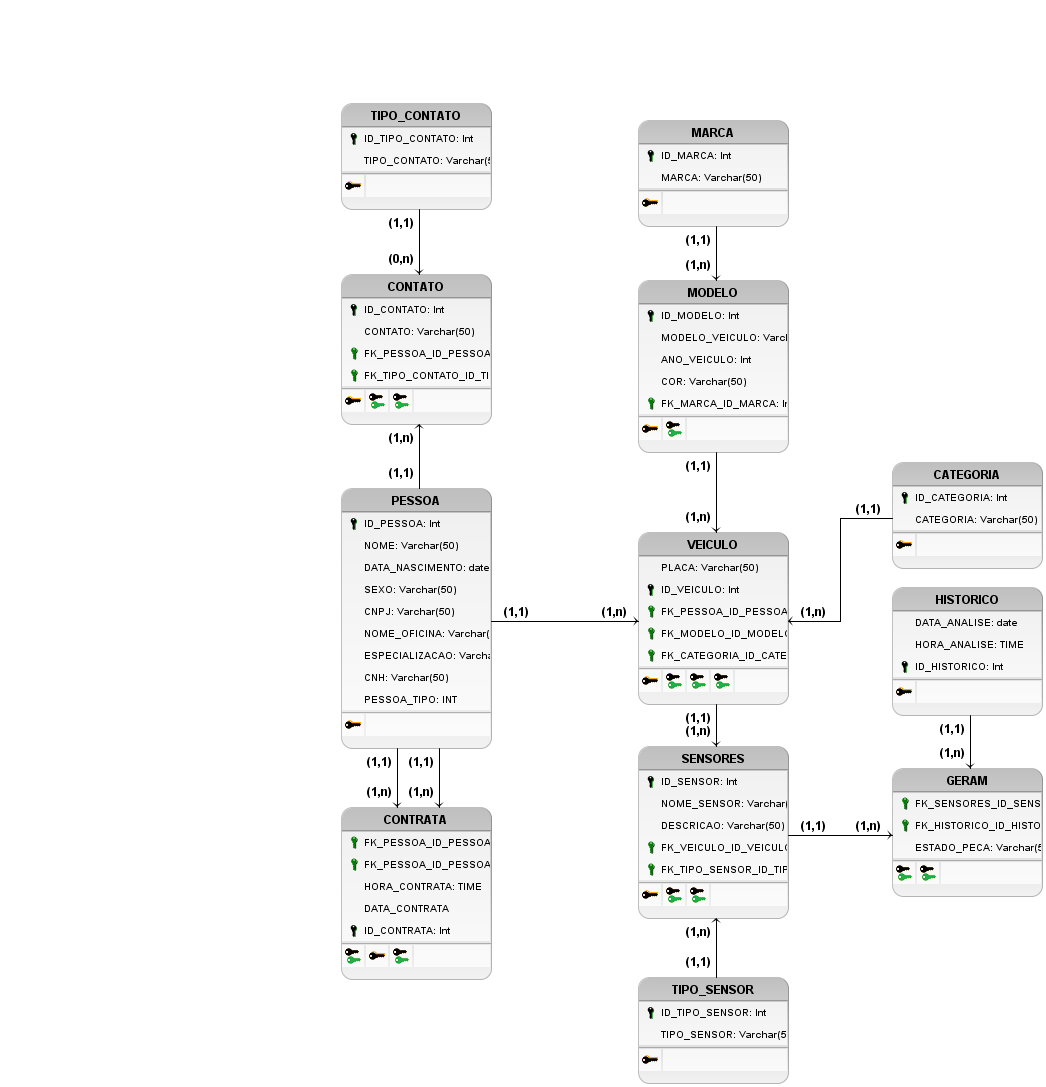 TIPO_CONTATO
ID_TIPO_CONTATO: Int
TIPO_CONTATO: Varchar(5
(1,1)
(0,n)
CONTATO
ID_CONTATO: Int
CONTATO: Varchar(50)
FK_PESSOA_ID_PESSOA
FK_TIPO_CONTATO_ID_TI
(1,n)
(1,1)
PESSOA
ID_PESSOA: Int
NOME: Varchar(50)
DATA_NASCIMENTO: date
SEXO: Varchar(50)
CNPJ: Varchar(50)
NOME_OFICINA: Varchar(
ESPECIALIZACAO: Varcha
CNH: Varchar(50)
PESSOA_TIPO: INT
(1,1) (1,n)
(1,1) (1,1)
(1,n) (1,n)
CONTRATA
FK_PESSOA_ID_PESSOA
FK_PESSOA_ID_PESSOA
HORA_CONTRATA: TIME
DATA_CONTRATA
ID_CONTRATA: Int
MARCA
ID_MARCA: Int
MARCA: Varchar(50)
(1,1)
(1,n)
MODELO
ID_MODELO: Int
MODELO_VEICULO: Varch
ANO_VEICULO: Int
COR: Varchar(50)
FK_MARCA_ID_MARCA: In
(1,1)
(1,n)
VEICULO
PLACA: Varchar(50)
ID_VEICULO: Int
FK_PESSOA_ID_PESSOA
FK_MODELO_ID_MODELO
FK_CATEGORIA_ID_CATE
(1,1)
(1,n)
SENSORES
ID_SENSOR: Int
NOME_SENSOR: Varchar(
DESCRICAO: Varchar(50)
FK_VEICULO_ID_VEICULO
FK_TIPO_SENSOR_ID_TIP
(1,n)
(1,1)
TIPO_SENSOR
ID_TIPO_SENSOR: Int
TIPO_SENSOR: Varchar(5
CATEGORIA
ID_CATEGORIA: Int
CATEGORIA: Varchar(50)
(1,1)
(1,n)
HISTORICO
DATA_ANALISE: date
HORA_ANALISE: TIME
ID_HISTORICO: Int
(1,1)
(1,n)
GERAM
FK_SENSORES_ID_SENS
FK_HISTORICO_ID_HISTO
ESTADO_PECA: Varchar(5
(1,1) (1,n)